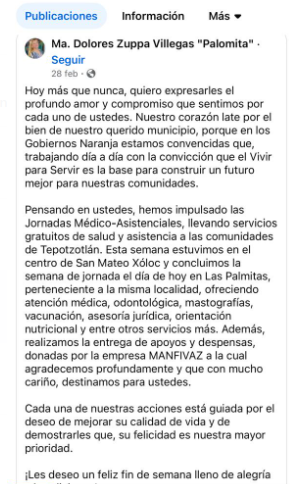 Publicaciones Información Más
Ma. Dolores Zuppa Villegas "Palomita" ·
Seguir
28 feb ·
Hoy más que nunca, quiero expresarles el
profundo amor y compromiso que sentimos por
cada uno de ustedes. Nuestro corazón late por el
bien de nuestro querido municipio, porque en los
Gobiernos Naranja estamos convencidas que,
trabajando día a día con la convicción que el Vivir
para Servir es la base para construir un futuro
mejor para nuestras comunidades.
Pensando en ustedes, hemos impulsado las
Jornadas Médico-Asistenciales, llevando servicios
gratuitos de salud y asistencia a las comunidades
de Tepotzotlán. Esta semana estuvimos en el
centro de San Mateo Xóloc y concluimos la
semana de jornada el día de hoy en Las Palmitas,
perteneciente a la misma localidad, ofreciendo
atención médica, odontológica, mastografías,
vacunación, asesoría jurídica, orientación
nutricional y entre otros servicios más. Además,
realizamos la entrega de apoyos y despensas,
donadas por la empresa MANFIVAZ a la cual
agradecemos profundamente y que con mucho
cariño, destinamos para ustedes.
Cada una de nuestras acciones está guiada por el
deseo de mejorar su calidad de vida y de
demostrarles que, su felicidad es nuestra mayor
prioridad.
¡Les deseo un feliz fin de semana lleno de alegría